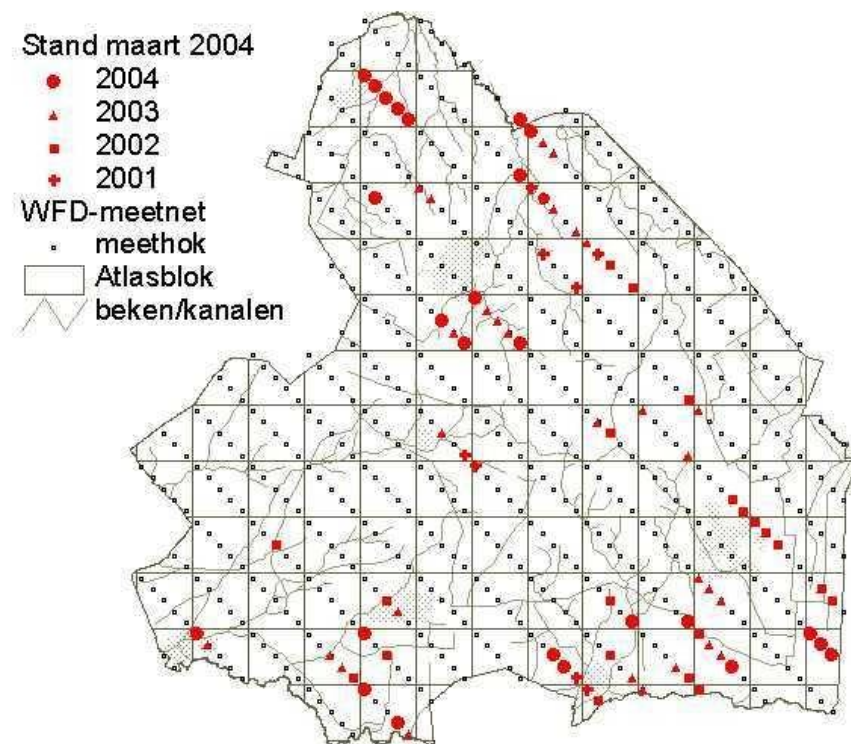 Stand maart 2004
2004
2003
2002
2001
WFD-meetnet
meethok
Atlasblok
beken/kanalen